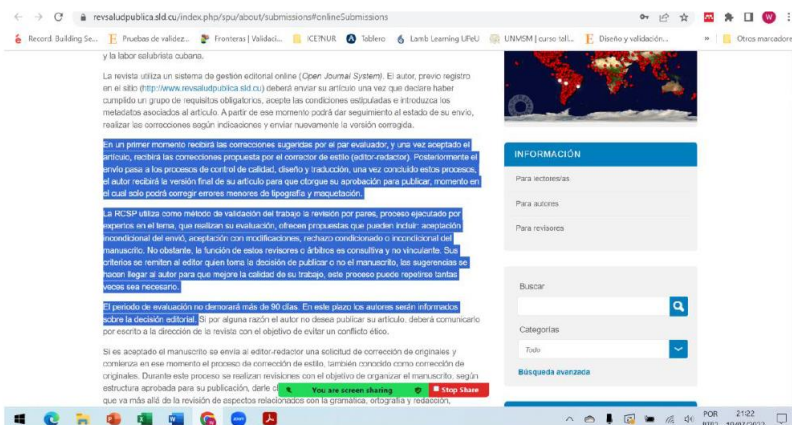 revsaludpublica.sld.cu/index.php/spu/about/submissions#onlineSubmissions
Record. Building Se...
Pruebas de validez...
Fronteras | Validaci...
ICE?NUR
Tablero
Lamb Learning UPeU
UNMSM | curso tall...
Diseño y validación...
»
Otros marcadores
y la labor salubrista cubana.
La revista utiliza un sistema de gestión editorial online (Open Journal System). El autor, previo registro
en el sitio (http://www.revsaludpublica.sld.cu) deberá enviar su artículo una vez que declare haber
cumplido un grupo de requisitos obligatorios, acepte las condiciones estipuladas e introduzca los
metadatos asociados al artículo. A partir de ese momento podrá dar seguimiento al estado de su envío,
realizar las correcciones según indicaciones y enviar nuevamente la versión corregida.
En un primer momento recibirá las correcciones sugeridas por el par evaluador, y una vez aceptado el
artículo, recibirá las correcciones propuesta por el corrector de estilo (editor-redactor). Posteriormente el
envío pasa a los procesos de control de calidad, diseño y traducción, una vez concluido estos procesos,
el autor recibirá la versión final de su artículo para que otorgue su aprobación para publicar, momento en
el cual solo podrá corregir errores menores de tipografía y maquetación.
La RCSP utiliza como método de validación del trabajo la revisión por pares, proceso ejecutado por
expertos en el tema, que realizan su evaluación, ofrecen propuestas que pueden incluir: aceptación
incondicional del envió, aceptación con modificaciones, rechazo condicionado o incondicional del
manuscrito. No obstante, la función de estos revisores o árbitros es consultiva y no vinculante. Sus
criterios se remiten al editor quien toma la decisión de publicar o no el manuscrito, las sugerencias se
hacen llegar al autor para que mejore la calidad de su trabajo, este proceso puede repetirse tantas
veces sea necesario.
El periodo de evaluación no demorará más de 90 días. En este plazo los autores serán informados
sobre la decisión editorial. Si por alguna razón el autor no desea publicar su artículo, deberá comunicarlo
por escrito a la dirección de la revista con el objetivo de evitar un conflicto ético.
Si es aceptado el manuscrito se envía al editor-redactor una solicitud de corrección de originales y
comienza en ese momento el proceso de corrección de estilo, también conocido como corrección de
originales. Durante este proceso se realizan revisiones con el objetivo de organizar el manuscrito, según
estructura aprobada para su publicación, darle
que va más allá de la revisión de aspectos relacionados con la gramática, ortografía y redacción,
INFORMACIÓN
Para lectores/as
Para autores
Para revisores
Buscar
Categorías
Todo
Búsqueda avanzada
You are screen sharing
Stop Share
POR
21:22